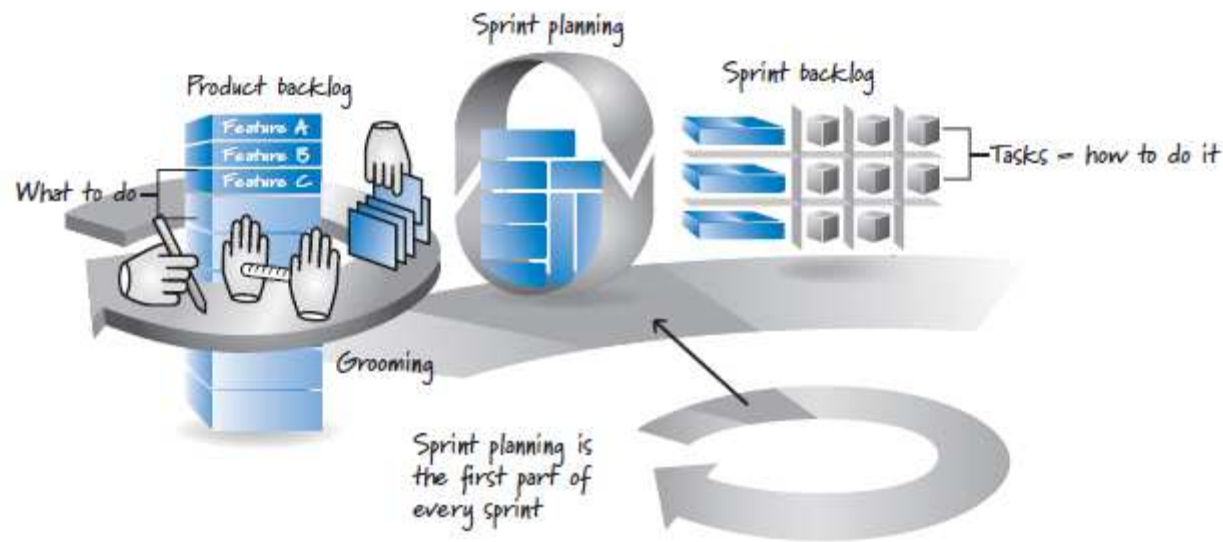 Sprint planning
Product backlog
Sprint backlog
Feature A
Feature B
Feature C
What to do
Tasks = how to do it
Grooming
Sprint planning is
the first part of
every sprint